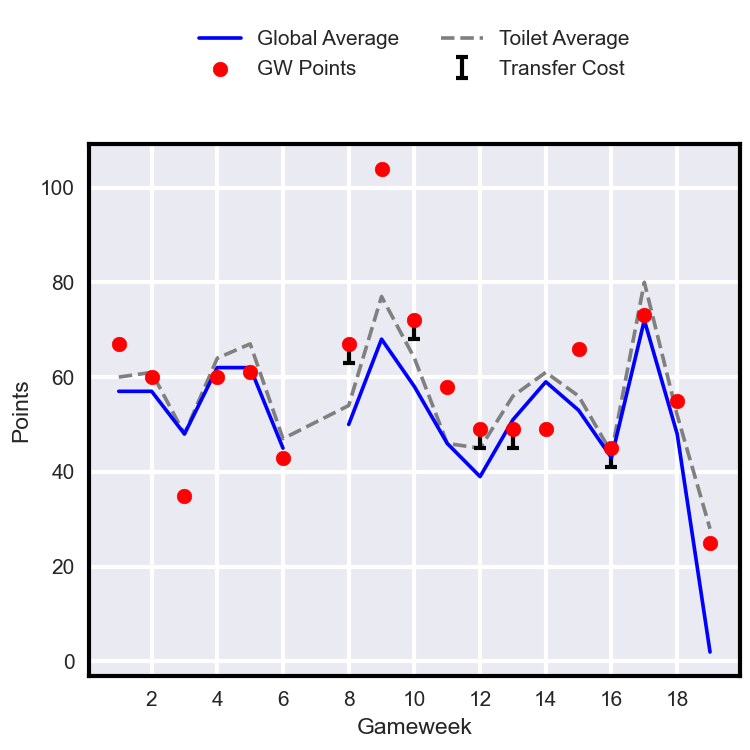 Global Average
Toilet Average
GW Points
Transfer Cost
100
80
60
40
20
0
Points
2 4 6 8 10 12 14 16 18
Gameweek